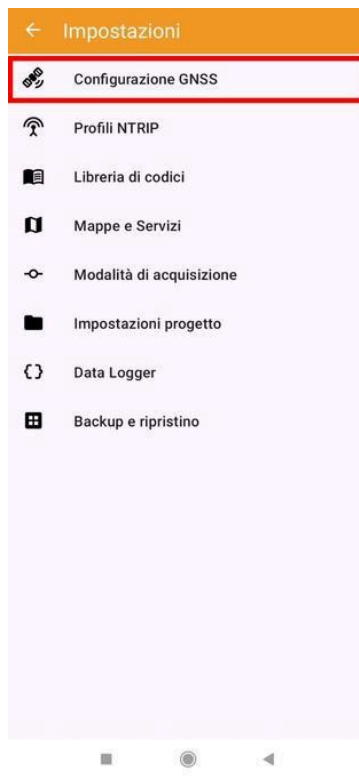 Impostazioni
Configurazione GNSS
Profili NTRIP
Libreria di codici
Mappe e Servizi
Modalità di acquisizione
Impostazioni progetto
Data Logger
Backup e ripristino